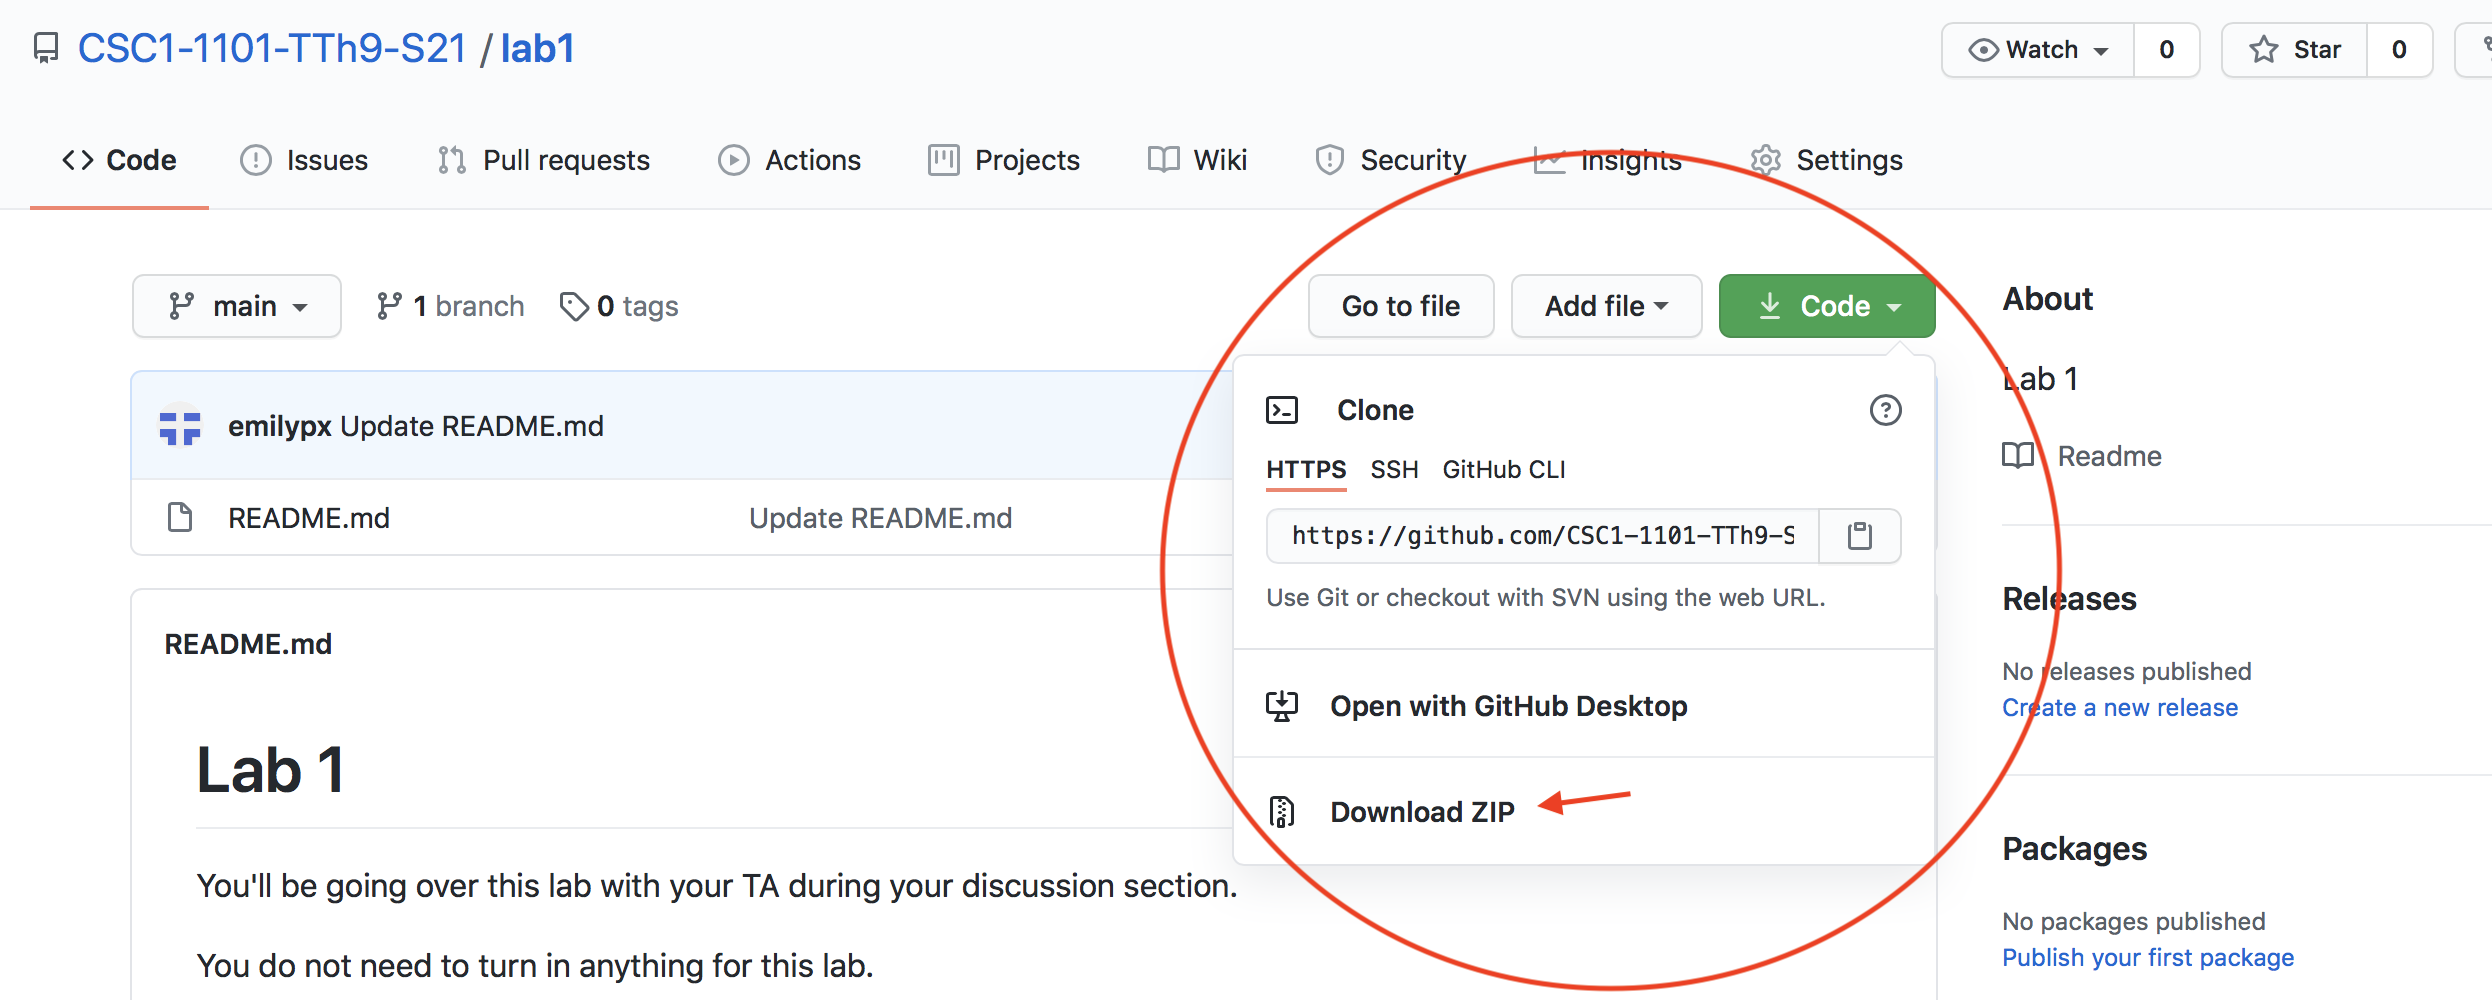 CSC1-1101-TTh9-S21 / lab1
Watch 0 Star 0
Code Issues Pull requests Actions Projects Wiki Security Insights Settings
main 1 branch 0 tags Go to file Add file Code
emilypx Update README.md
README.md Update README.md
README.md
Lab 1
You'll be going over this lab with your TA during your discussion section.
You do not need to turn in anything for this lab.
Clone
HTTPS SSH GitHub CLI
https://github.com/CSC1-1101-TTh9-S
Use Git or checkout with SVN using the web URL.
Open with GitHub Desktop
Download ZIP
About
Lab 1
Readme
Releases
No releases published
Create a new release
Packages
No packages published
Publish your first package